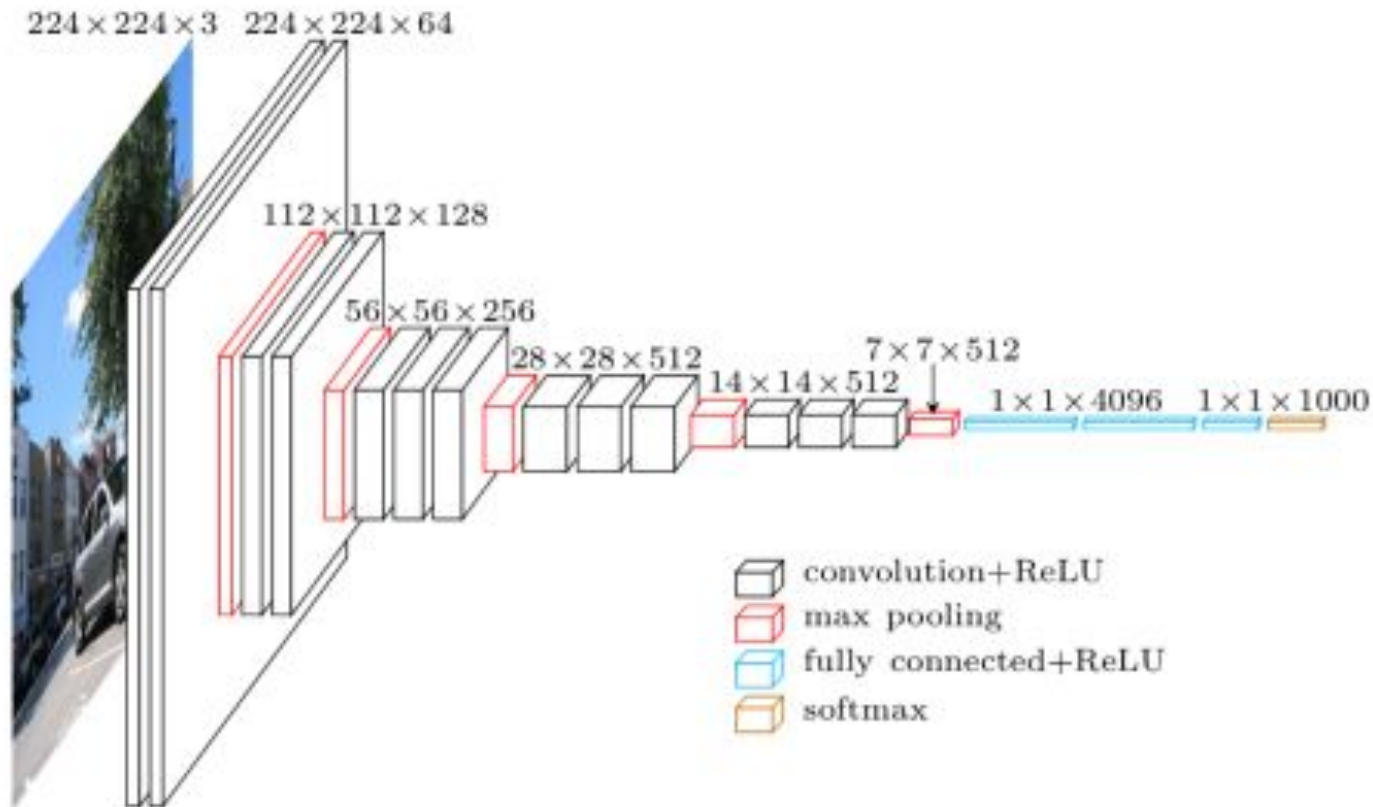 224 × 224 × 3
224 × 224 × 64
112 × 112 × 128
56 × 56 × 256
28 × 28 × 512
14 × 14 × 512
7 × 7 × 512
1 × 1 × 4096
1 × 1 × 1000
convolution+ReLU
max pooling
fully connected+ReLU
softmax